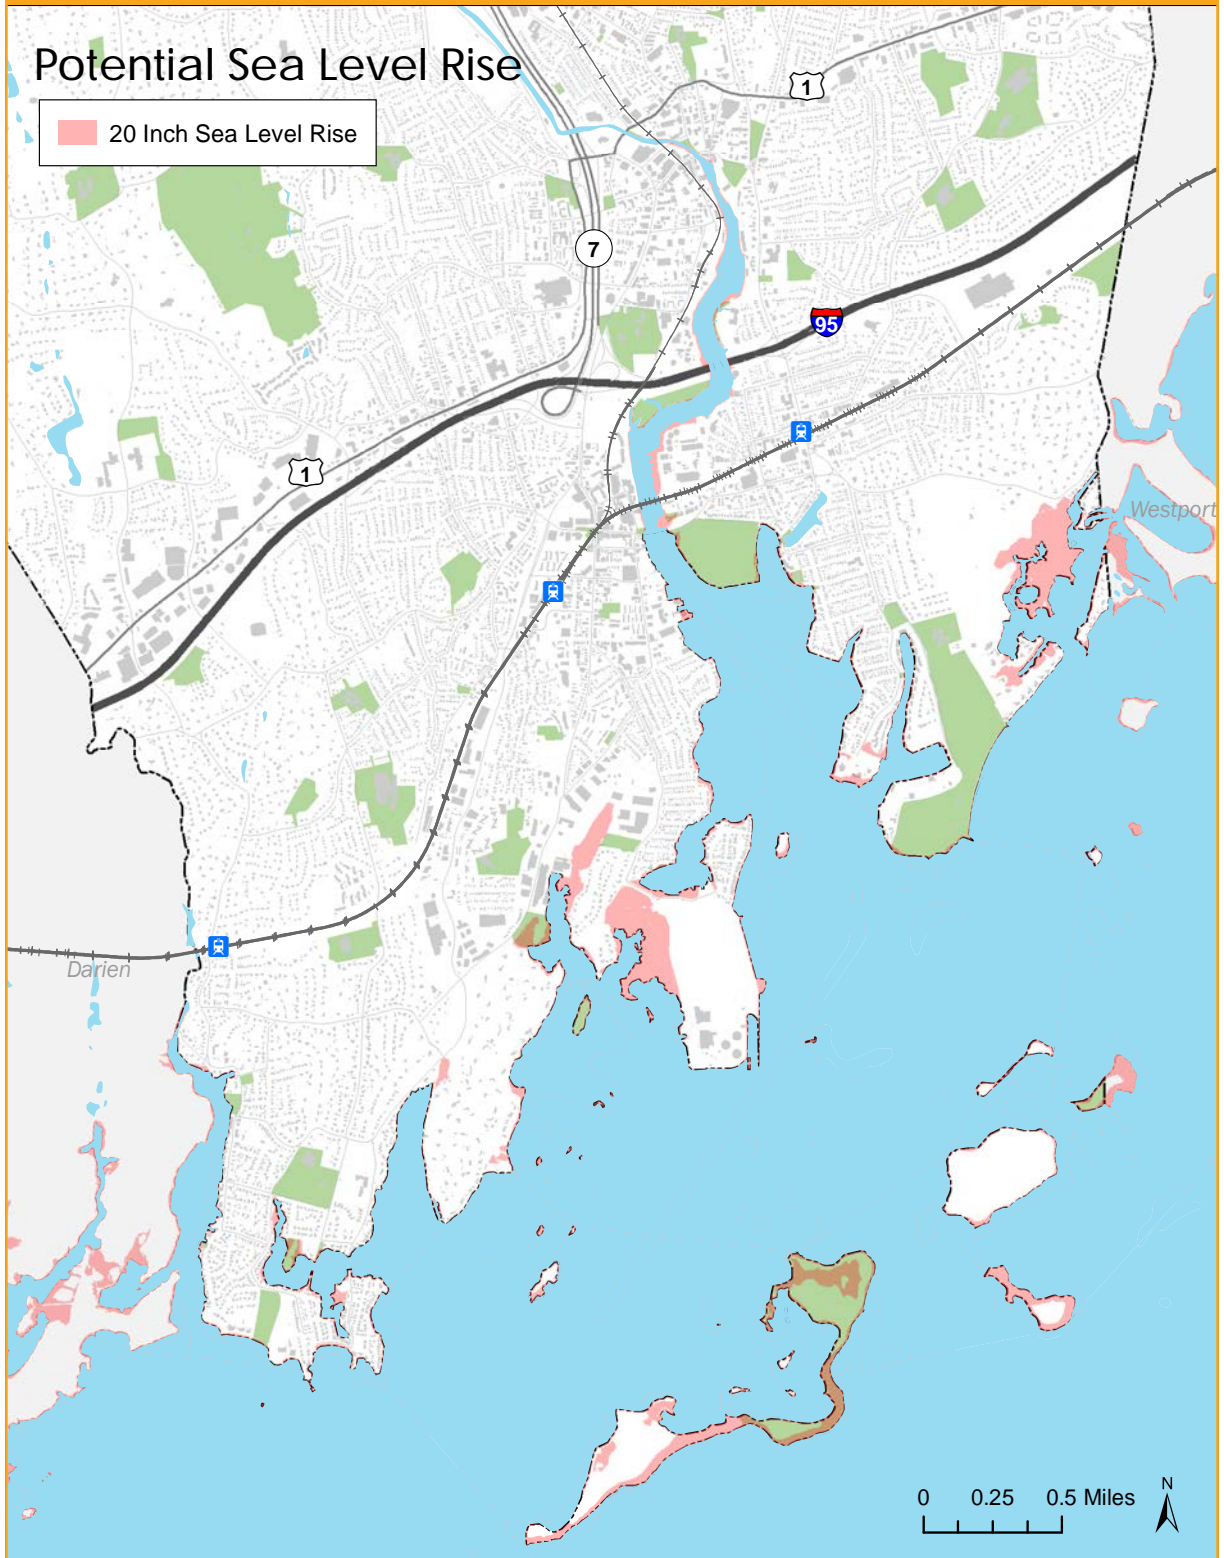 Potential Sea Level Rise
20 Inch Sea Level Rise
1
7
95
1
Westport
Darien
0 0.25 0.5 Miles
N